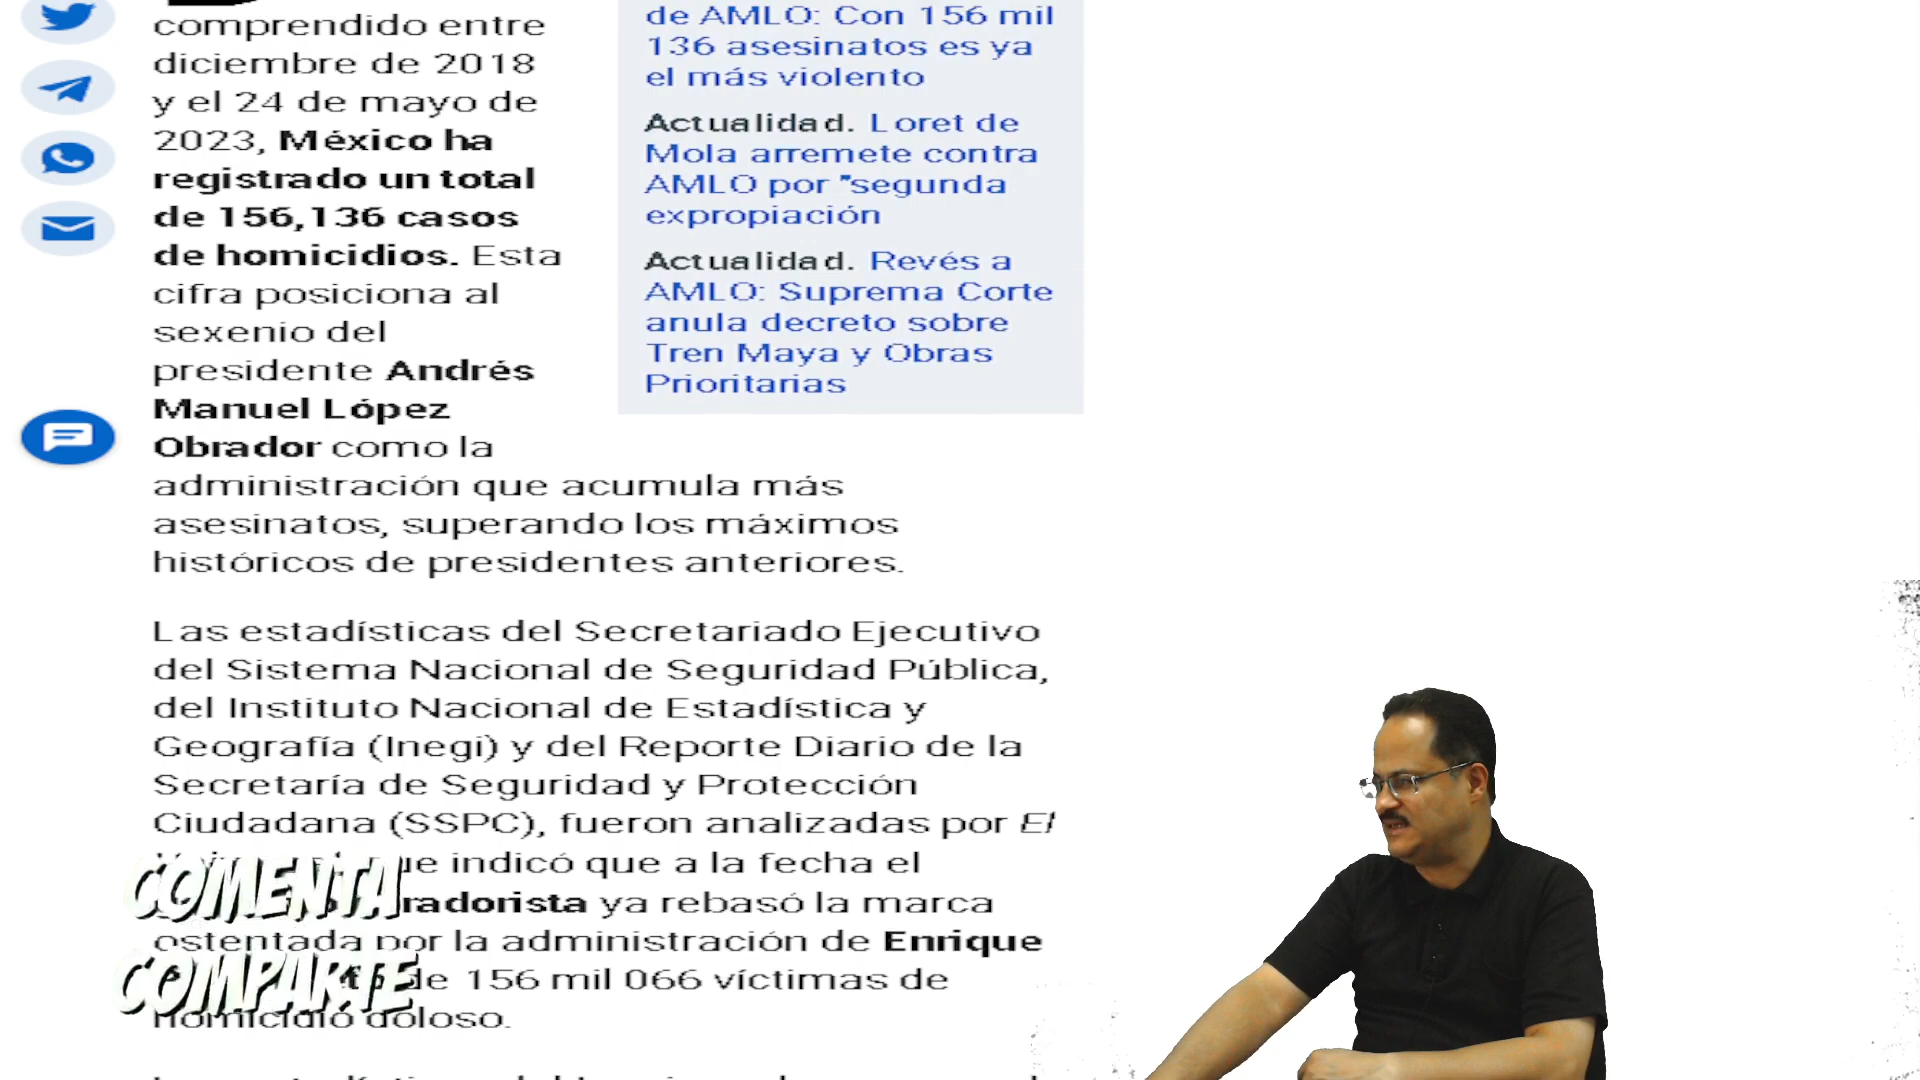 comprendido entre
diciembre de 2018
y el 24 de mayo de
2023, México ha
registrado un total
de 156,136 casos
de homicidios. Esta
cifra posiciona al
sexenio del
presidente Andrés
Manuel López
Obrador como la
administración que acumula más
asesinatos, superando los máximos
históricos de presidentes anteriores.
de AMLO: Con 156 mil
136 asesinatos es ya
el más violento
Actualidad. Loret de
Mola arremete contra
AMLO por "segunda
expropiación
Actualidad. Revés a
AMLO: Suprema Corte
anula decreto sobre
Tren Maya y Obras
Prioritarias
Las estadísticas del Secretariado Ejecutivo
del Sistema Nacional de Seguridad Pública,
del Instituto Nacional de Estadística y
Geografía (Inegi) y del Reporte Diario de la
Secretaría de Seguridad y Protección
Ciudadana (SSPC), fueron analizadas por El
indicó que a la fecha el
ya rebasó la marca
ostentada por la administración de Enrique
de 156 mil 066 víctimas de
homicidió doloso.
COMENTA
COMPARTE